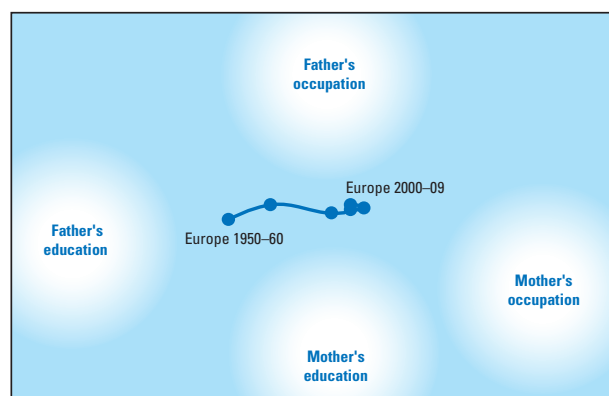 Father's
occupation
Europe 2000–09
Father's
education
Europe 1950–60
Mother's
occupation
Mother's
education